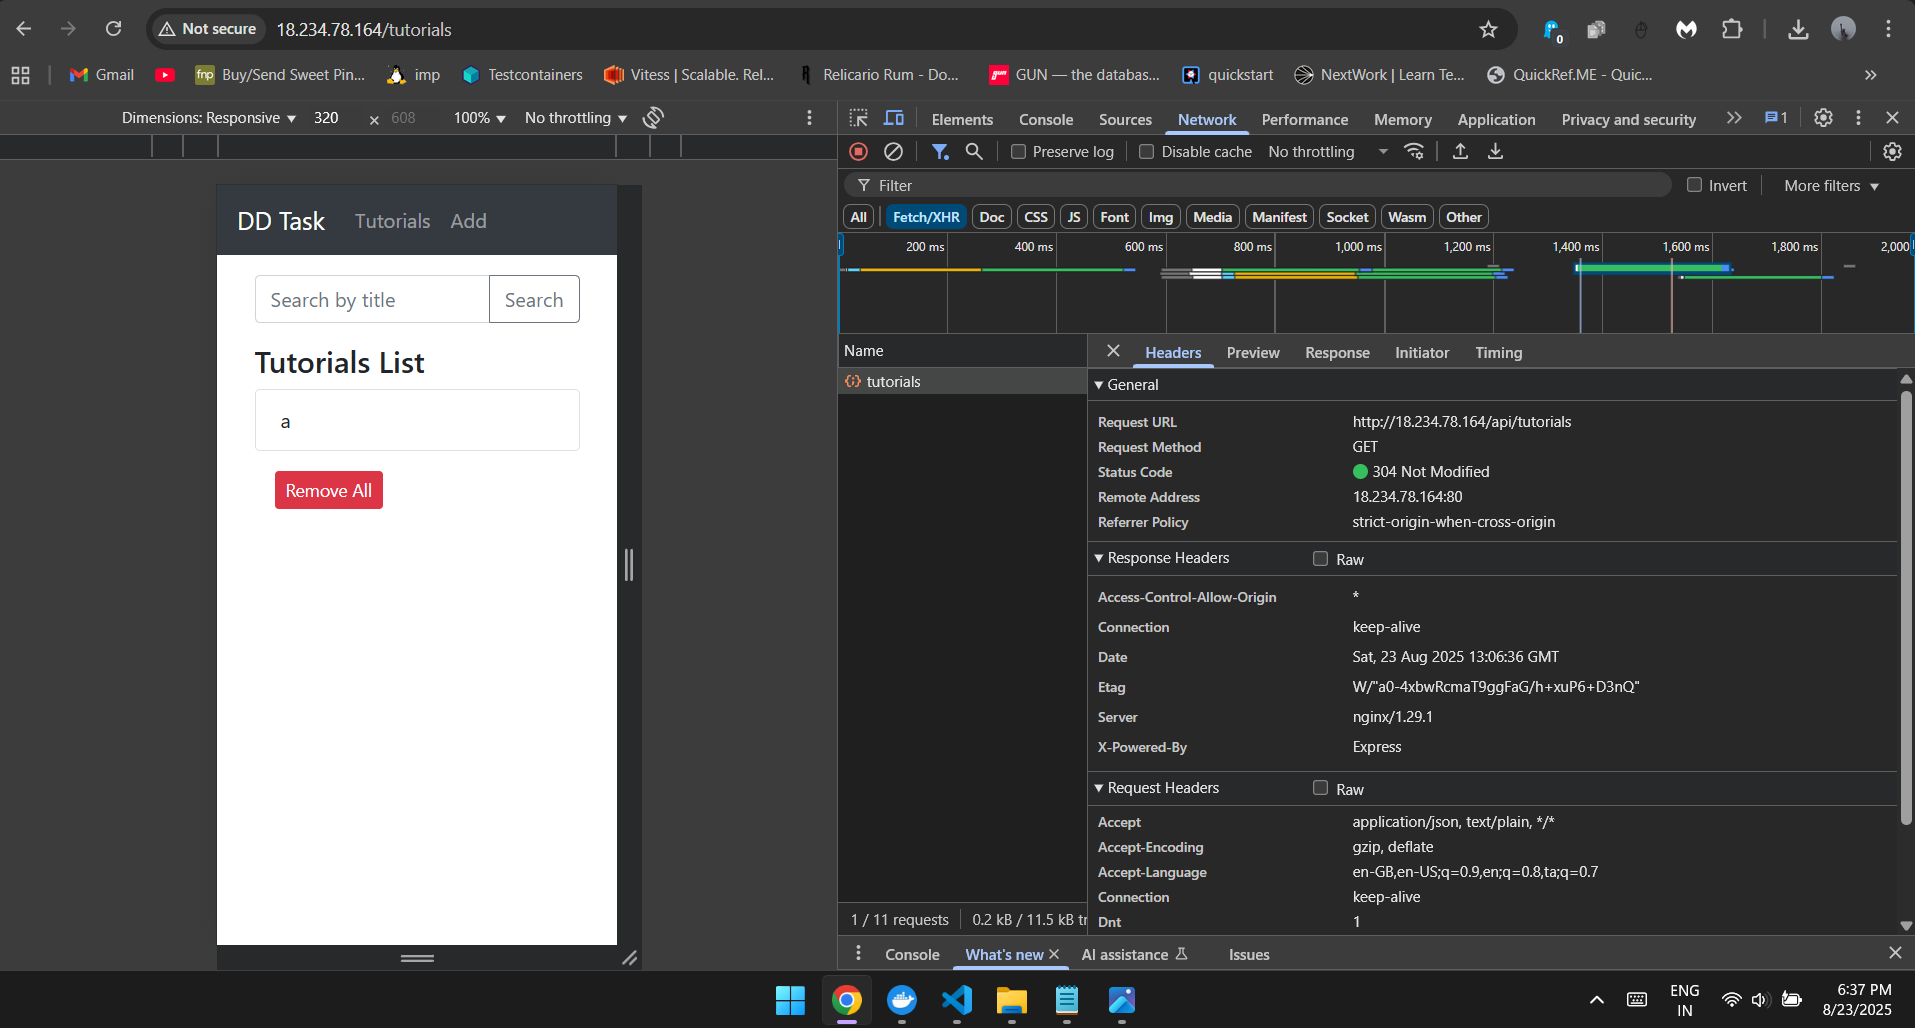 Not secure 18.234.78.164/tutorials
0
Gmail fnp Buy/Send Sweet Pin... imp Testcontainers Vitess | Scalable. Rel... Relicario Rum - Do... gun GUN — the databas... quickstart NextWork | Learn Te... QuickRef.ME - Quic...
Dimensions: Responsive 320 × 608 100% No throttling
DD Task Tutorials Add
Search by title Search
Tutorials List
a
Remove All
Elements Console Sources Network Performance Memory Application Privacy and security 1
Preserve log Disable cache No throttling
Filter Invert More filters
All Fetch/XHR Doc CSS JS Font Img Media Manifest Socket Wasm Other
200 ms 400 ms 600 ms 800 ms 1,000 ms 1,200 ms 1,400 ms 1,600 ms 1,800 ms 2,000
Name
tutorials
Headers Preview Response Initiator Timing
General
Request URL http://18.234.78.164/api/tutorials
Request Method GET
Status Code 304 Not Modified
Remote Address 18.234.78.164:80
Referrer Policy strict-origin-when-cross-origin
Response Headers Raw
Access-Control-Allow-Origin *
Connection keep-alive
Date Sat, 23 Aug 2025 13:06:36 GMT
Etag W/"a0-4xbwRcmaT9ggFaG/h+xuP6+D3nQ"
Server nginx/1.29.1
X-Powered-By Express
Request Headers Raw
Accept application/json, text/plain, */*
Accept-Encoding gzip, deflate
Accept-Language en-GB,en-US;q=0.9,en;q=0.8,ta;q=0.7
Connection keep-alive
Dnt 1
1 / 11 requests 0.2 kB / 11.5 kB tr
Console What's new AI assistance Issues
ENG
IN
6:37 PM
8/23/2025